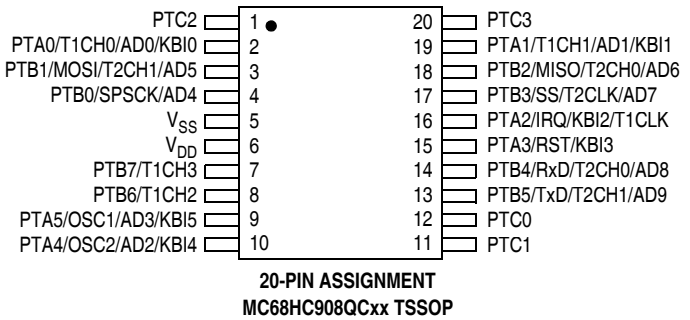 PTC2 1 20 PTC3
PTA0/T1CH0/AD0/KBI0 2 19 PTA1/T1CH1/AD1/KBI1
PTB1/MOSI/T2CH1/AD5 3 18 PTB2/MISO/T2CH0/AD6
PTB0/SPSCK/AD4 4 17 PTB3/SS/T2CLK/AD7
VSS 5 16 PTA2/IRQ/KBI2/T1CLK
VDD 6 15 PTA3/RST/KBI3
PTB7/T1CH3 7 14 PTB4/RxD/T2CH0/AD8
PTB6/T1CH2 8 13 PTB5/TxD/T2CH1/AD9
PTA5/OSC1/AD3/KBI5 9 12 PTC0
PTA4/OSC2/AD2/KBI4 10 11 PTC1
20-PIN ASSIGNMENT
MC68HC908QCxx TSSOP